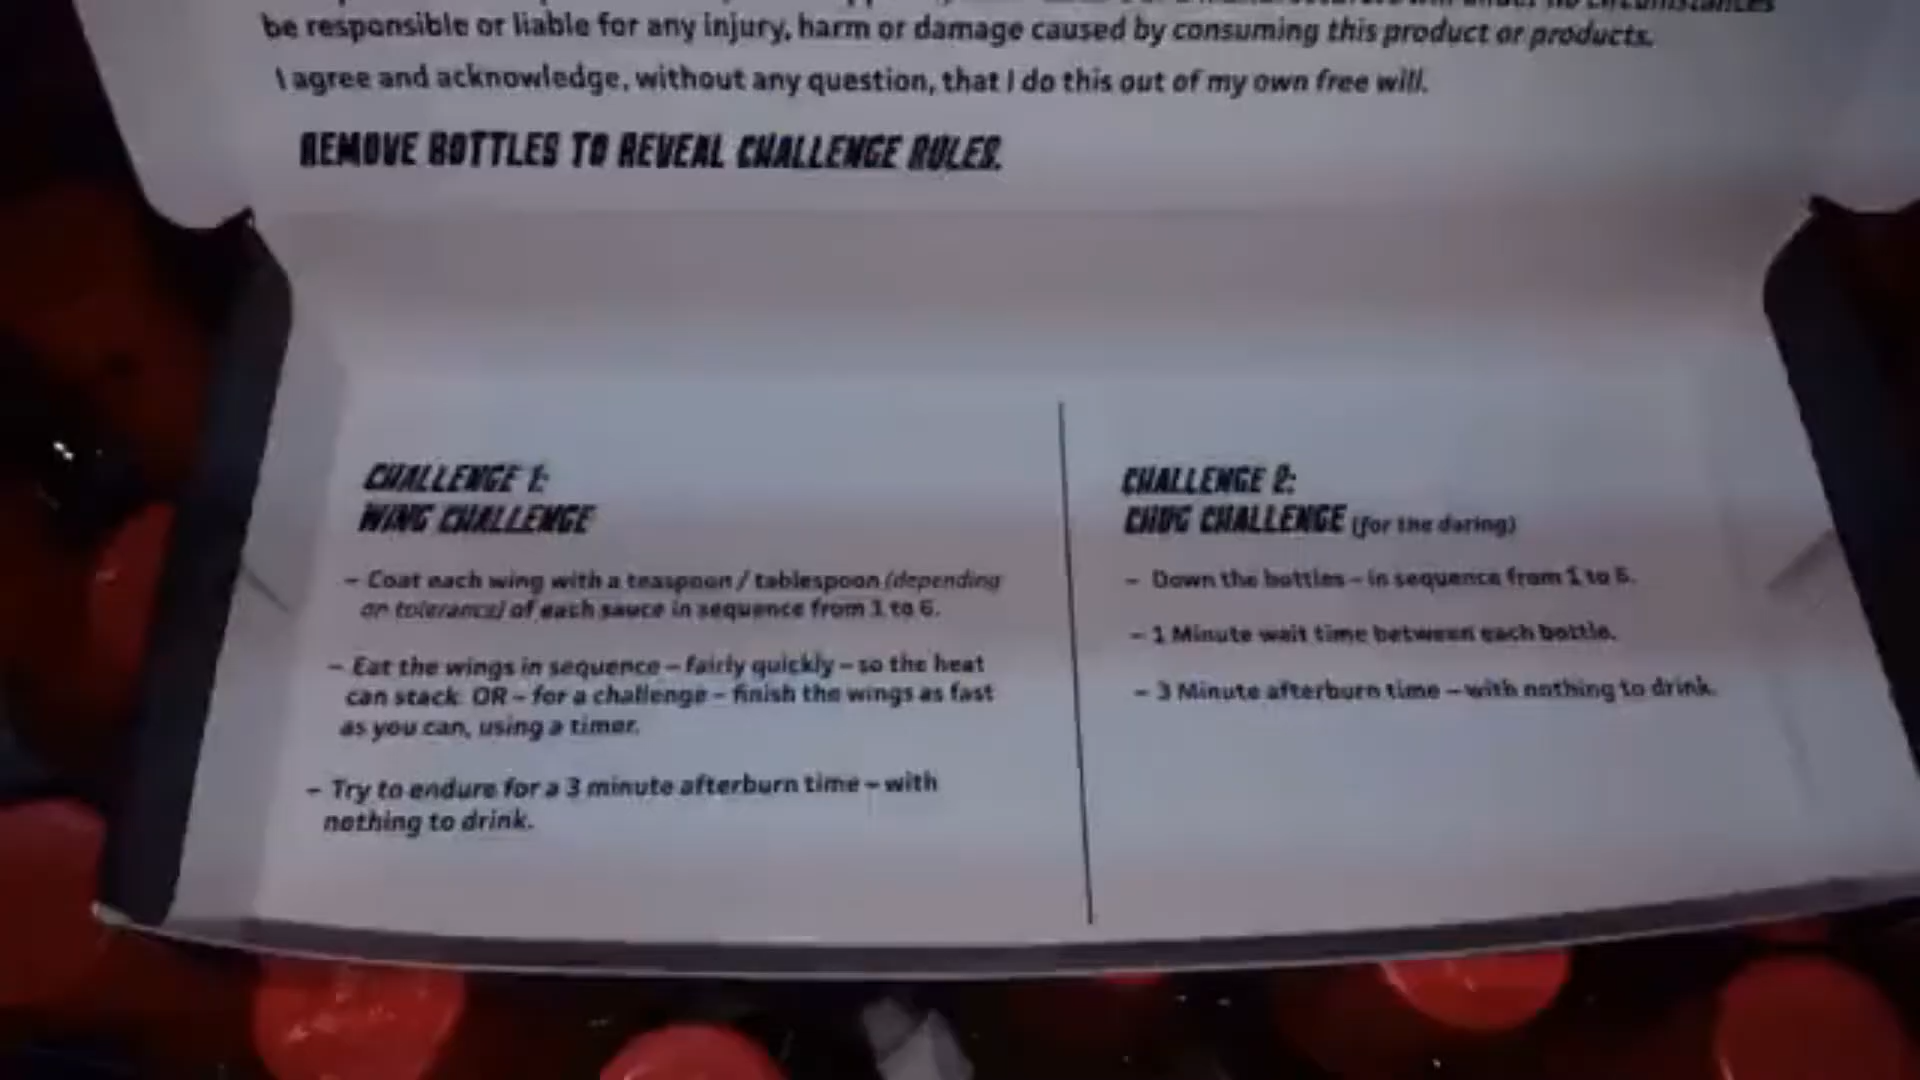 be responsible or liable for any injury, harm or damage caused by consuming this product or products.
I agree and acknowledge, without any question, that I do this out of my own free will.
REMOVE BOTTLES TO REVEAL CHALLENGE RULES.
CHALLENGE 1:
WING CHALLENGE
– Coat each wing with a teaspoon / tablespoon (depending
on tolerance) of each sauce in sequence from 1 to 6.
– Eat the wings in sequence – fairly quickly – so the heat
can stack OR – for a challenge – finish the wings as fast
as you can, using a timer.
– Try to endure for a 3 minute afterburn time – with
nothing to drink.
CHALLENGE 2:
CHUG CHALLENGE (for the daring)
– Down the bottles – in sequence from 1 to 6.
– 1 Minute wait time between each bottle.
– 3 Minute afterburn time – with nothing to drink.